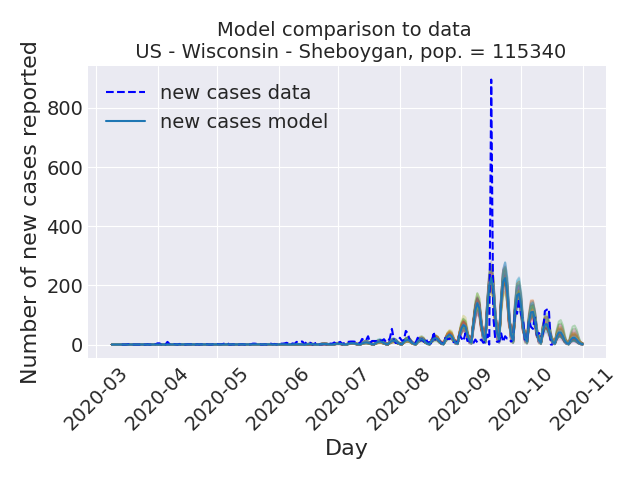 Model comparison to data
US - Wisconsin - Sheboygan, pop. = 115340
Number of new cases reported
800
600
400
200
0
new cases data
new cases model
2020-03
2020-04
2020-05
2020-06
2020-07
2020-08
2020-09
2020-10
2020-11
Day